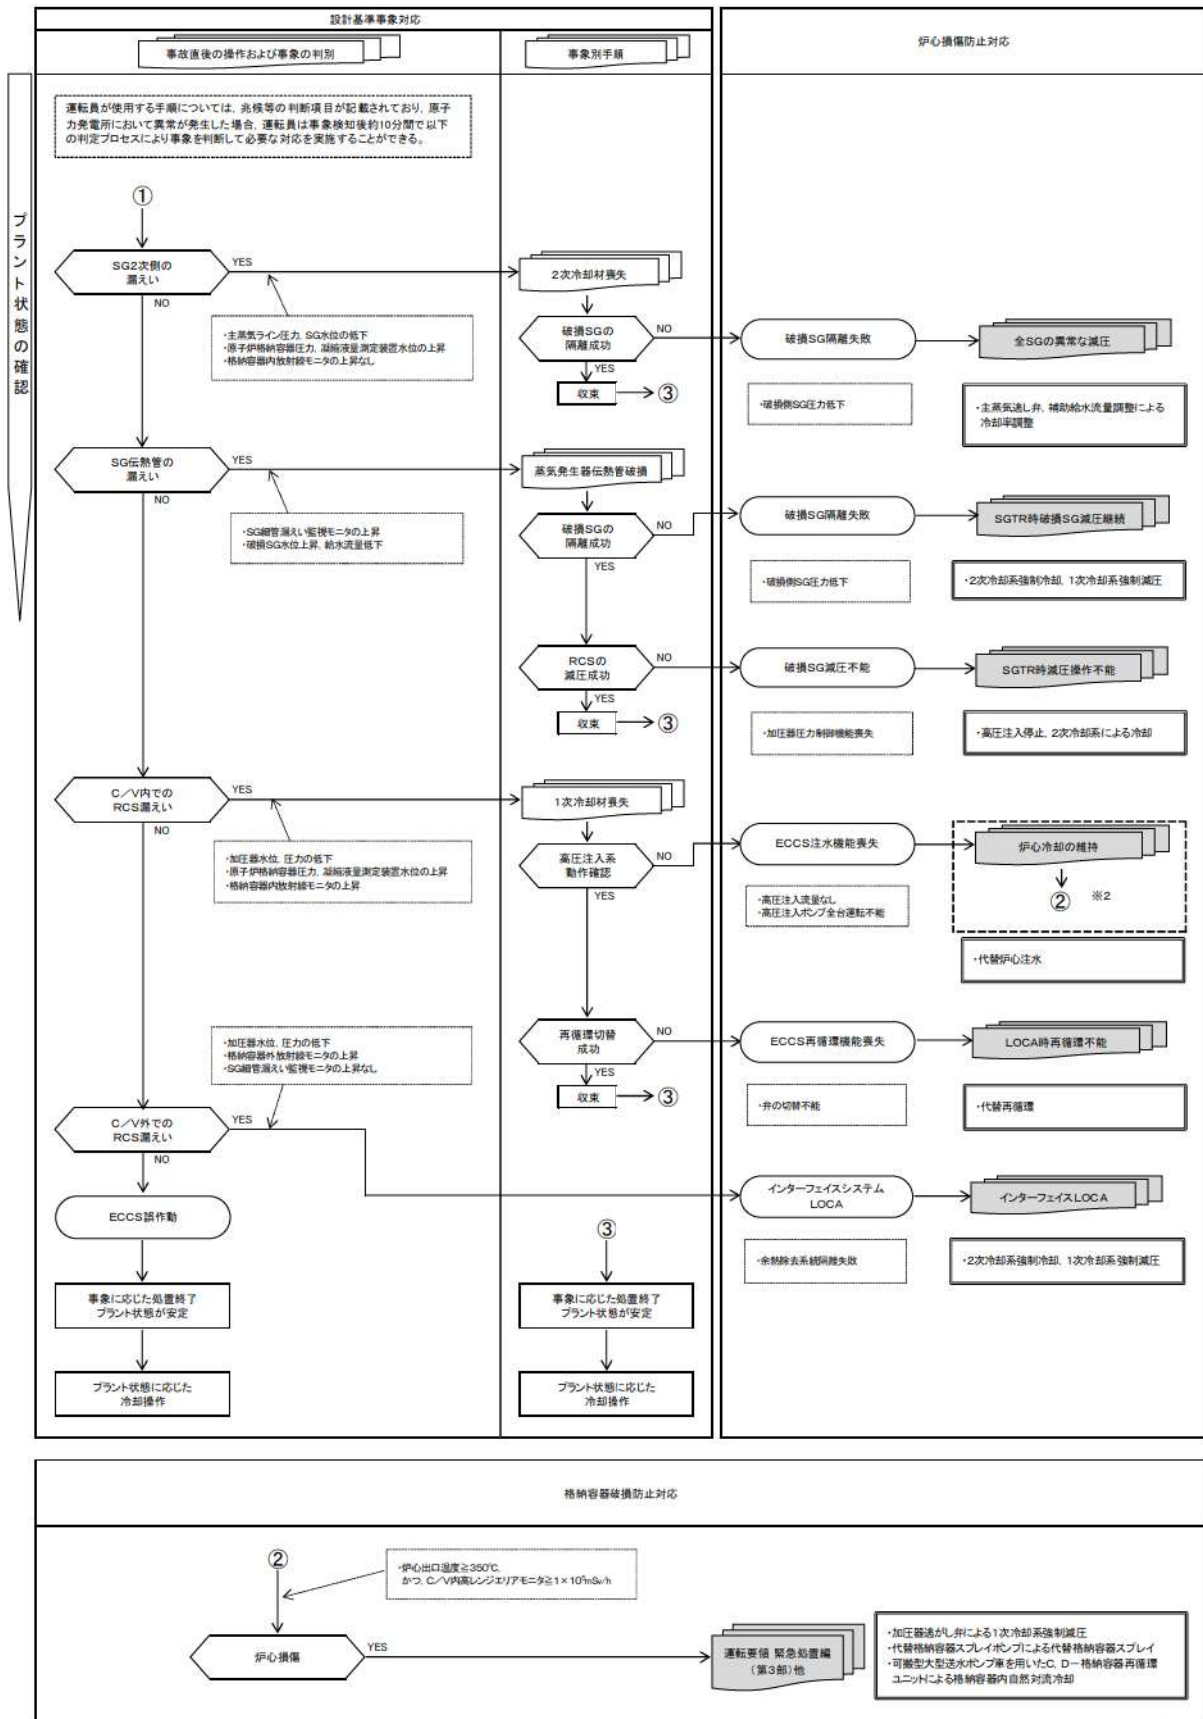 設計基準事象対応
炉心損傷防止対応
事故直後の操作および事象の判別
事象別手順
プラント状態の確認
運転員が使用する手順については、兆候等の判断項目が記載されており、原子
力発電所において異常が発生した場合、運転員は事象検知後約10分間で以下
の判定プロセスにより事象を判断して必要な対応を実施することができる。
①
SG2次側の
漏えい
YES
NO
・主蒸気ライン圧力、SG水位の低下
・原子炉格納容器圧力、凝縮液量測定装置水位の上昇
・格納容器内放射線モニタの上昇なし
2次冷却材喪失
破損SGの
隔離成功
NO
YES
収束
③
破損SG隔離失敗
・破損側SG圧力低下
全SGの異常な減圧
・主蒸気逃し弁、補助給水流量調整による
冷却率調整
SG伝熱管の
漏えい
YES
NO
・SG細管漏えい監視モニタの上昇
・破損SG水位上昇、給水流量低下
蒸気発生器伝熱管破損
破損SGの
隔離成功
NO
YES
破損SG隔離失敗
・破損側SG圧力低下
SGTR時破損SG減圧継続
・2次冷却系強制冷却、1次冷却系強制減圧
RCSの
減圧成功
NO
YES
収束
③
破損SG減圧不能
・加圧器圧力制御機能喪失
SGTR時減圧操作不能
・高圧注入停止、2次冷却系による冷却
C／V内での
RCS漏えい
YES
NO
・加圧器水位、圧力の低下
・原子炉格納容器圧力、凝縮液量測定装置水位の上昇
・格納容器内放射線モニタの上昇
1次冷却材喪失
高圧注入系
動作確認
NO
YES
ECCS注水機能喪失
・高圧注入流量なし
・高圧注入ポンプ全台運転不能
炉心冷却の維持
② ※2
・代替炉心注水
・加圧器水位、圧力の低下
・格納容器外放射線モニタの上昇
・SG細管漏えい監視モニタの上昇なし
再循環切替
成功
NO
YES
収束
③
ECCS再循環機能喪失
・弁の切替不能
LOCA時再循環不能
・代替再循環
C／V外での
RCS漏えい
YES
NO
インターフェイスシステム
LOCA
・余熱除去系統隔離失敗
インターフェイスLOCA
・2次冷却系強制冷却、1次冷却系強制減圧
ECCS誤作動
事象に応じた処置終了
プラント状態が安定
プラント状態に応じた
冷却操作
③
事象に応じた処置終了
プラント状態が安定
プラント状態に応じた
冷却操作
格納容器破損防止対応
②
・炉心出口温度≧350℃、
かつ、C／V内高レンジエリアモニタ≧1×10⁵mSv/h
炉心損傷
YES
運転要領 緊急処置編
（第3部）他
・加圧器逃がし弁による1次冷却系強制減圧
・代替格納容器スプレイポンプによる代替格納容器スプレイ
・可搬型大型送水ポンプ車を用いたC、D－格納容器再循環
ユニットによる格納容器内自然対流冷却